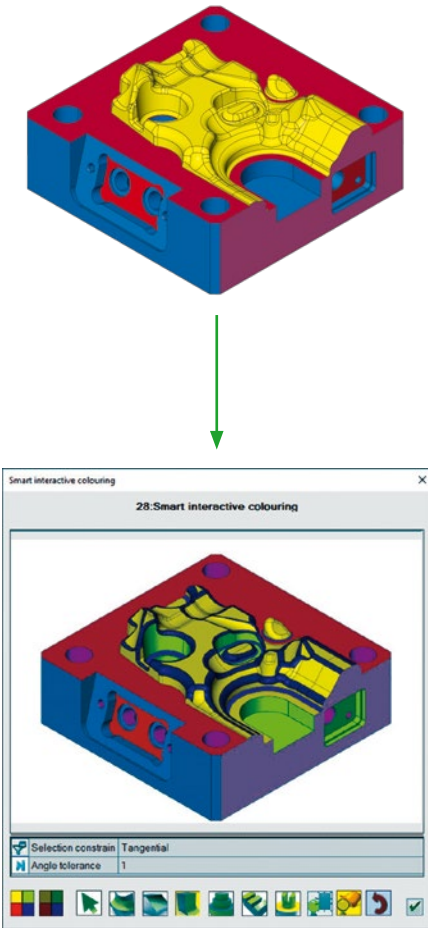 Smart interactive colouring
28:Smart interactive colouring
Selection constrain Tangential
Angle tolerance 1